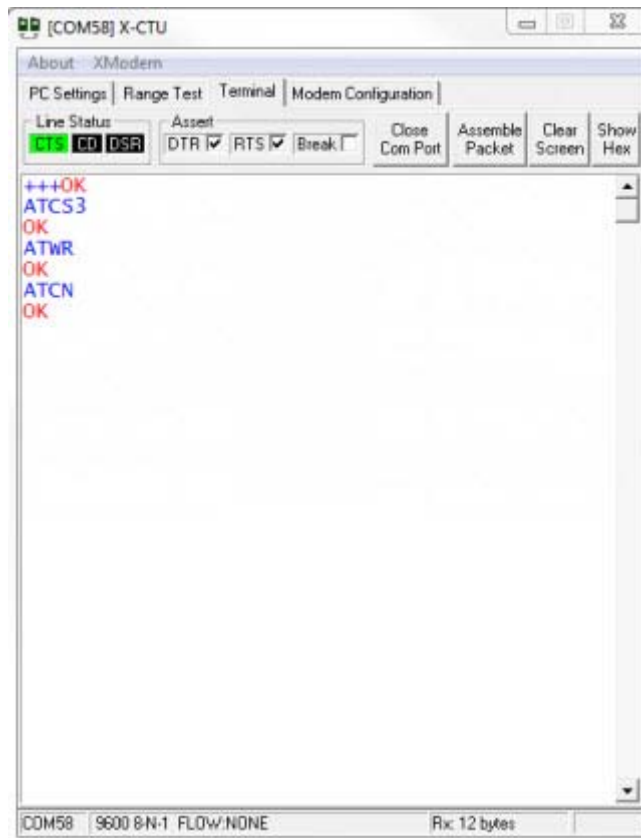 [COM58] X-CTU
About XModem
PC Settings Range Test Terminal Modem Configuration
Line Status
CTS CD DSR
Assert
DTR RTS Break
Close
Com Port
Assemble
Packet
Clear
Screen
Show
Hex
+++OK
ATCS3
OK
ATWR
OK
ATCN
OK
COM58 9600 8-N-1 FLOW:NONE Rx: 12 bytes